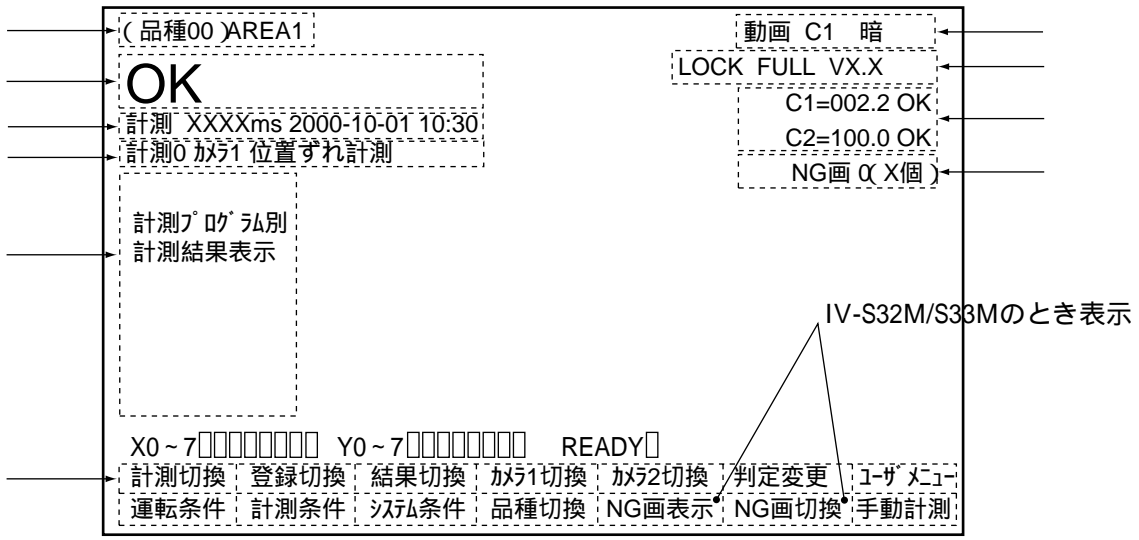 (品種00)AREA1
動画 C1 暗
OK
LOCK FULL VX.X
C1=002.2 OK
計測 XXXXms 2000-10-01 10:30
C2=100.0 OK
計測0 ｶﾒﾗ1 位置ずれ計測
NG画 0(X個)
計測ﾌﾟﾛｸﾞﾗﾑ別
計測結果表示
IV-S32M/S33Mのとき表示
X0~7▯▯▯▯▯▯▯▯ Y0~7▯▯▯▯▯▯▯▯ READY▯
計測切換 登録切換 結果切換 ｶﾒﾗ1切換 ｶﾒﾗ2切換 判定変更 ﾕｰｻﾞﾒﾆｭｰ
運転条件 計測条件 ｼｽﾃﾑ条件 品種切換 NG画表示 NG画切換 手動計測